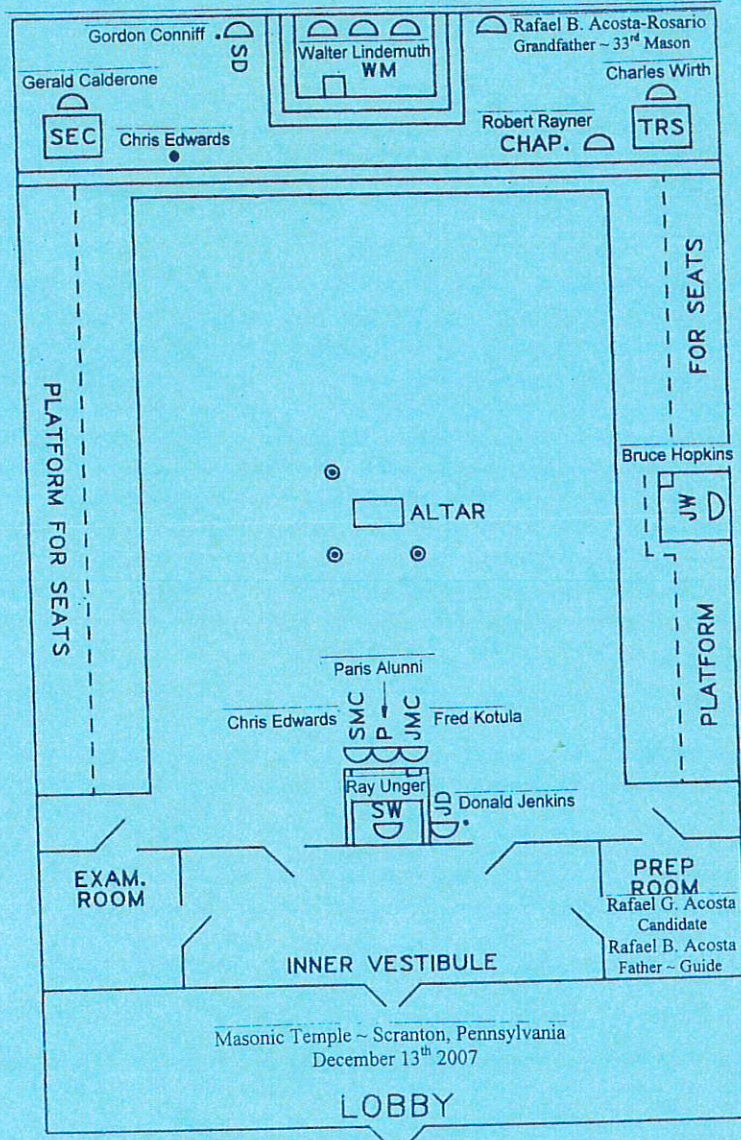 Gordon Conniff
SD
Walter Lindemuth
WM
Rafael B. Acosta-Rosario
Grandfather ~ 33rd Mason
Gerald Calderone
SEC
Chris Edwards
Robert Rayner
CHAP.
Charles Wirth
TRS
PLATFORM FOR SEATS
FOR SEATS
Bruce Hopkins
JW
PLATFORM
ALTAR
Paris Alunni
Chris Edwards
SMC
P
JMC
Fred Kotula
Ray Unger
SW
JD
Donald Jenkins
EXAM.
ROOM
PREP
ROOM
Rafael G. Acosta
Candidate
Rafael B. Acosta
Father ~ Guide
INNER VESTIBULE
Masonic Temple ~ Scranton, Pennsylvania
December 13th 2007
LOBBY